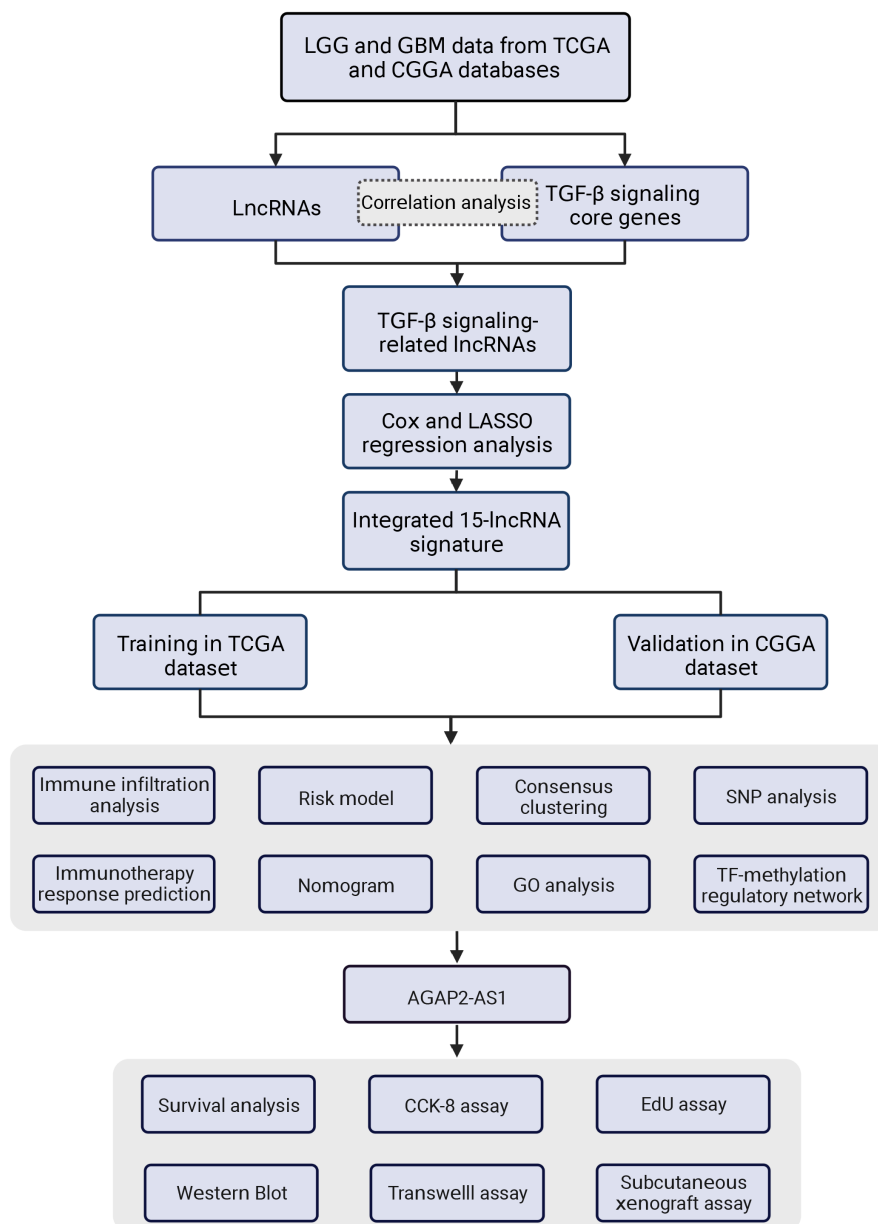 LGG and GBM data from TCGA
and CGGA databases
LncRNAs
Correlation analysis
TGF-β signaling
core genes
TGF-β signaling-
related lncRNAs
Cox and LASSO
regression analysis
Integrated 15-lncRNA
signature
Training in TCGA
dataset
Validation in CGGA
dataset
Immune infiltration
analysis
Risk model
Consensus
clustering
SNP analysis
Immunotherapy
response prediction
Nomogram
GO analysis
TF-methylation
regulatory network
AGAP2-AS1
Survival analysis
CCK-8 assay
EdU assay
Western Blot
Transwelll assay
Subcutaneous
xenograft assay